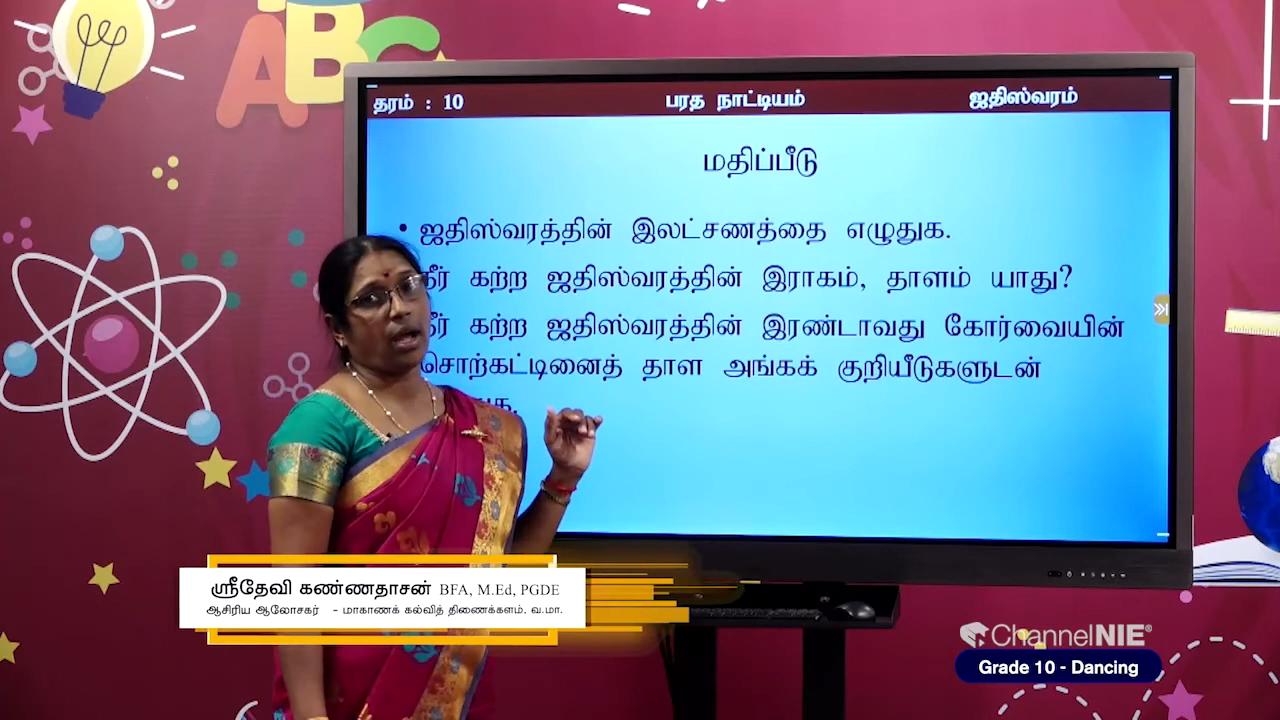 ABC
தரம் : 10 பரத நாட்டியம் ஜதிஸ்வரம்
மதிப்பீடு
• ஜதிஸ்வரத்தின் இலட்சணத்தை எழுதுக.
நீர் கற்ற ஜதிஸ்வரத்தின் இராகம், தாளம் யாது?
நீர் கற்ற ஜதிஸ்வரத்தின் இரண்டாவது கோர்வையின்
சொற்கட்டினைத் தாள அங்கக் குறியீடுகளுடன்
ஸ்ரீதேவி கண்ணதாசன் BFA, M.Ed, PGDE
ஆசிரிய ஆலோசகர் - மாகாணக் கல்வித் திணைக்களம். வ.மா.
ChannelNIE®
Grade 10 - Dancing